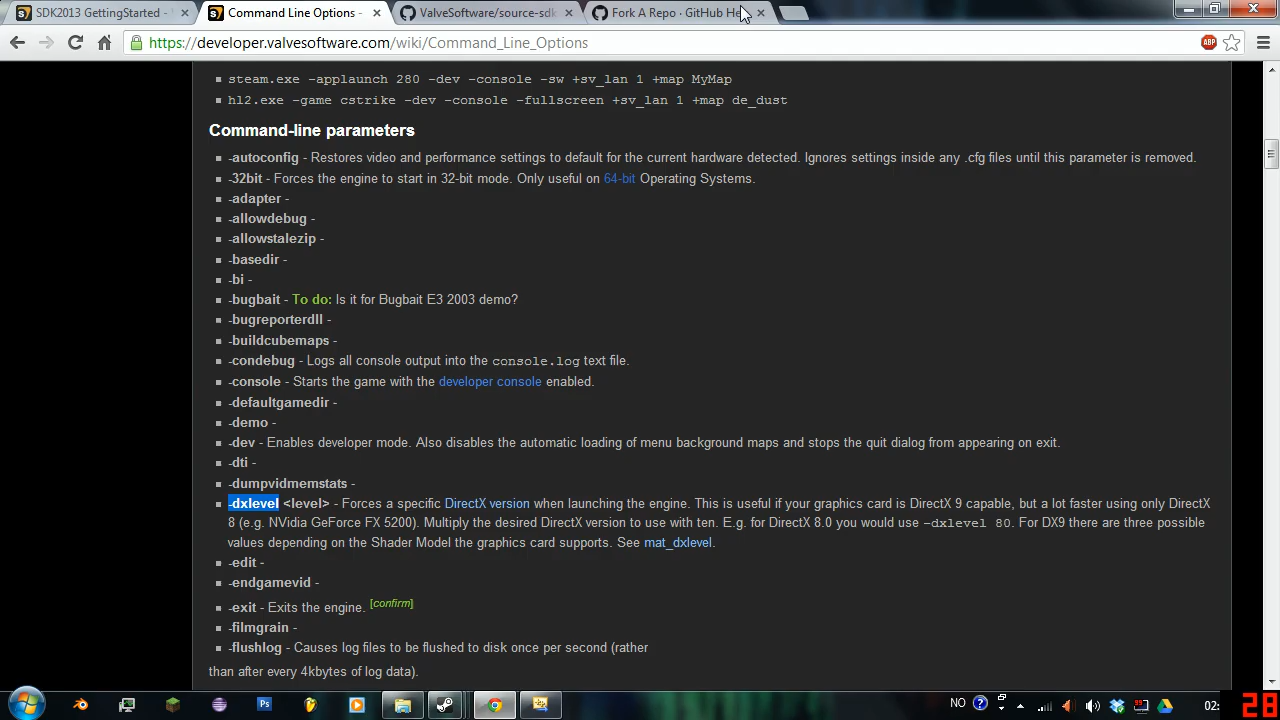 SDK2013 GettingStarted -
Command Line Options -
ValveSoftware/source-sdk
Fork A Repo · GitHub He
https://developer.valvesoftware.com/wiki/Command_Line_Options
ABP
steam.exe -applaunch 280 -dev -console -sw +sv_lan 1 +map MyMap
hl2.exe -game cstrike -dev -console -fullscreen +sv_lan 1 +map de_dust
Command-line parameters
-autoconfig - Restores video and performance settings to default for the current hardware detected. Ignores settings inside any .cfg files until this parameter is removed.
-32bit - Forces the engine to start in 32-bit mode. Only useful on 64-bit Operating Systems.
-adapter -
-allowdebug -
-allowstalezip -
-basedir -
-bi -
-bugbait - To do: Is it for Bugbait E3 2003 demo?
-bugreporterdll -
-buildcubemaps -
-condebug - Logs all console output into the console.log text file.
-console - Starts the game with the developer console enabled.
-defaultgamedir -
-demo -
-dev - Enables developer mode. Also disables the automatic loading of menu background maps and stops the quit dialog from appearing on exit.
-dti -
-dumpvidmemstats -
-dxlevel <level> - Forces a specific DirectX version when launching the engine. This is useful if your graphics card is DirectX 9 capable, but a lot faster using only DirectX
8 (e.g. NVidia GeForce FX 5200). Multiply the desired DirectX version to use with ten. E.g. for DirectX 8.0 you would use -dxlevel 80. For DX9 there are three possible
values depending on the Shader Model the graphics card supports. See mat_dxlevel.
-edit -
-endgamevid -
-exit - Exits the engine. [confirm]
-filmgrain -
-flushlog - Causes log files to be flushed to disk once per second (rather
than after every 4kbytes of log data).
Ps
NO
02:
28